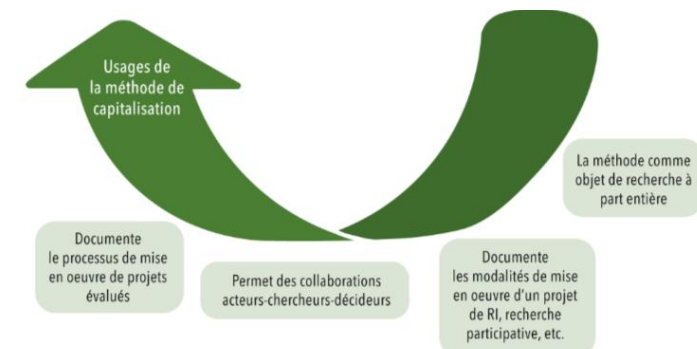 Usages de
la méthode de
capitalisation
La méthode comme
objet de recherche à
part entière
Documente
le processus de mise
en oeuvre de projets
évalués
Permet des collaborations
acteurs-chercheurs-décideurs
Documente
les modalités de mise
en oeuvre d'un projet
de RI, recherche
participative, etc.